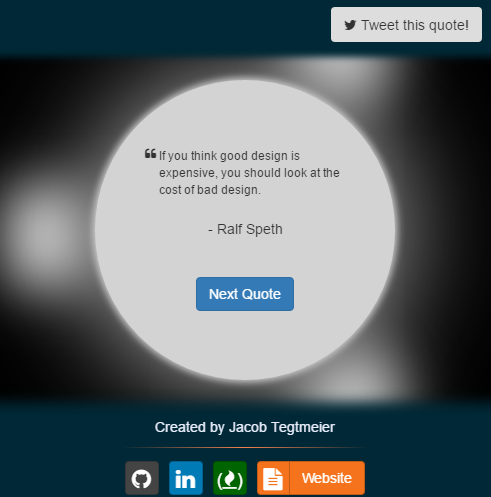 Tweet this quote!
If you think good design is
expensive, you should look at the
cost of bad design.
- Ralf Speth
Next Quote
Created by Jacob Tegtmeier
Website